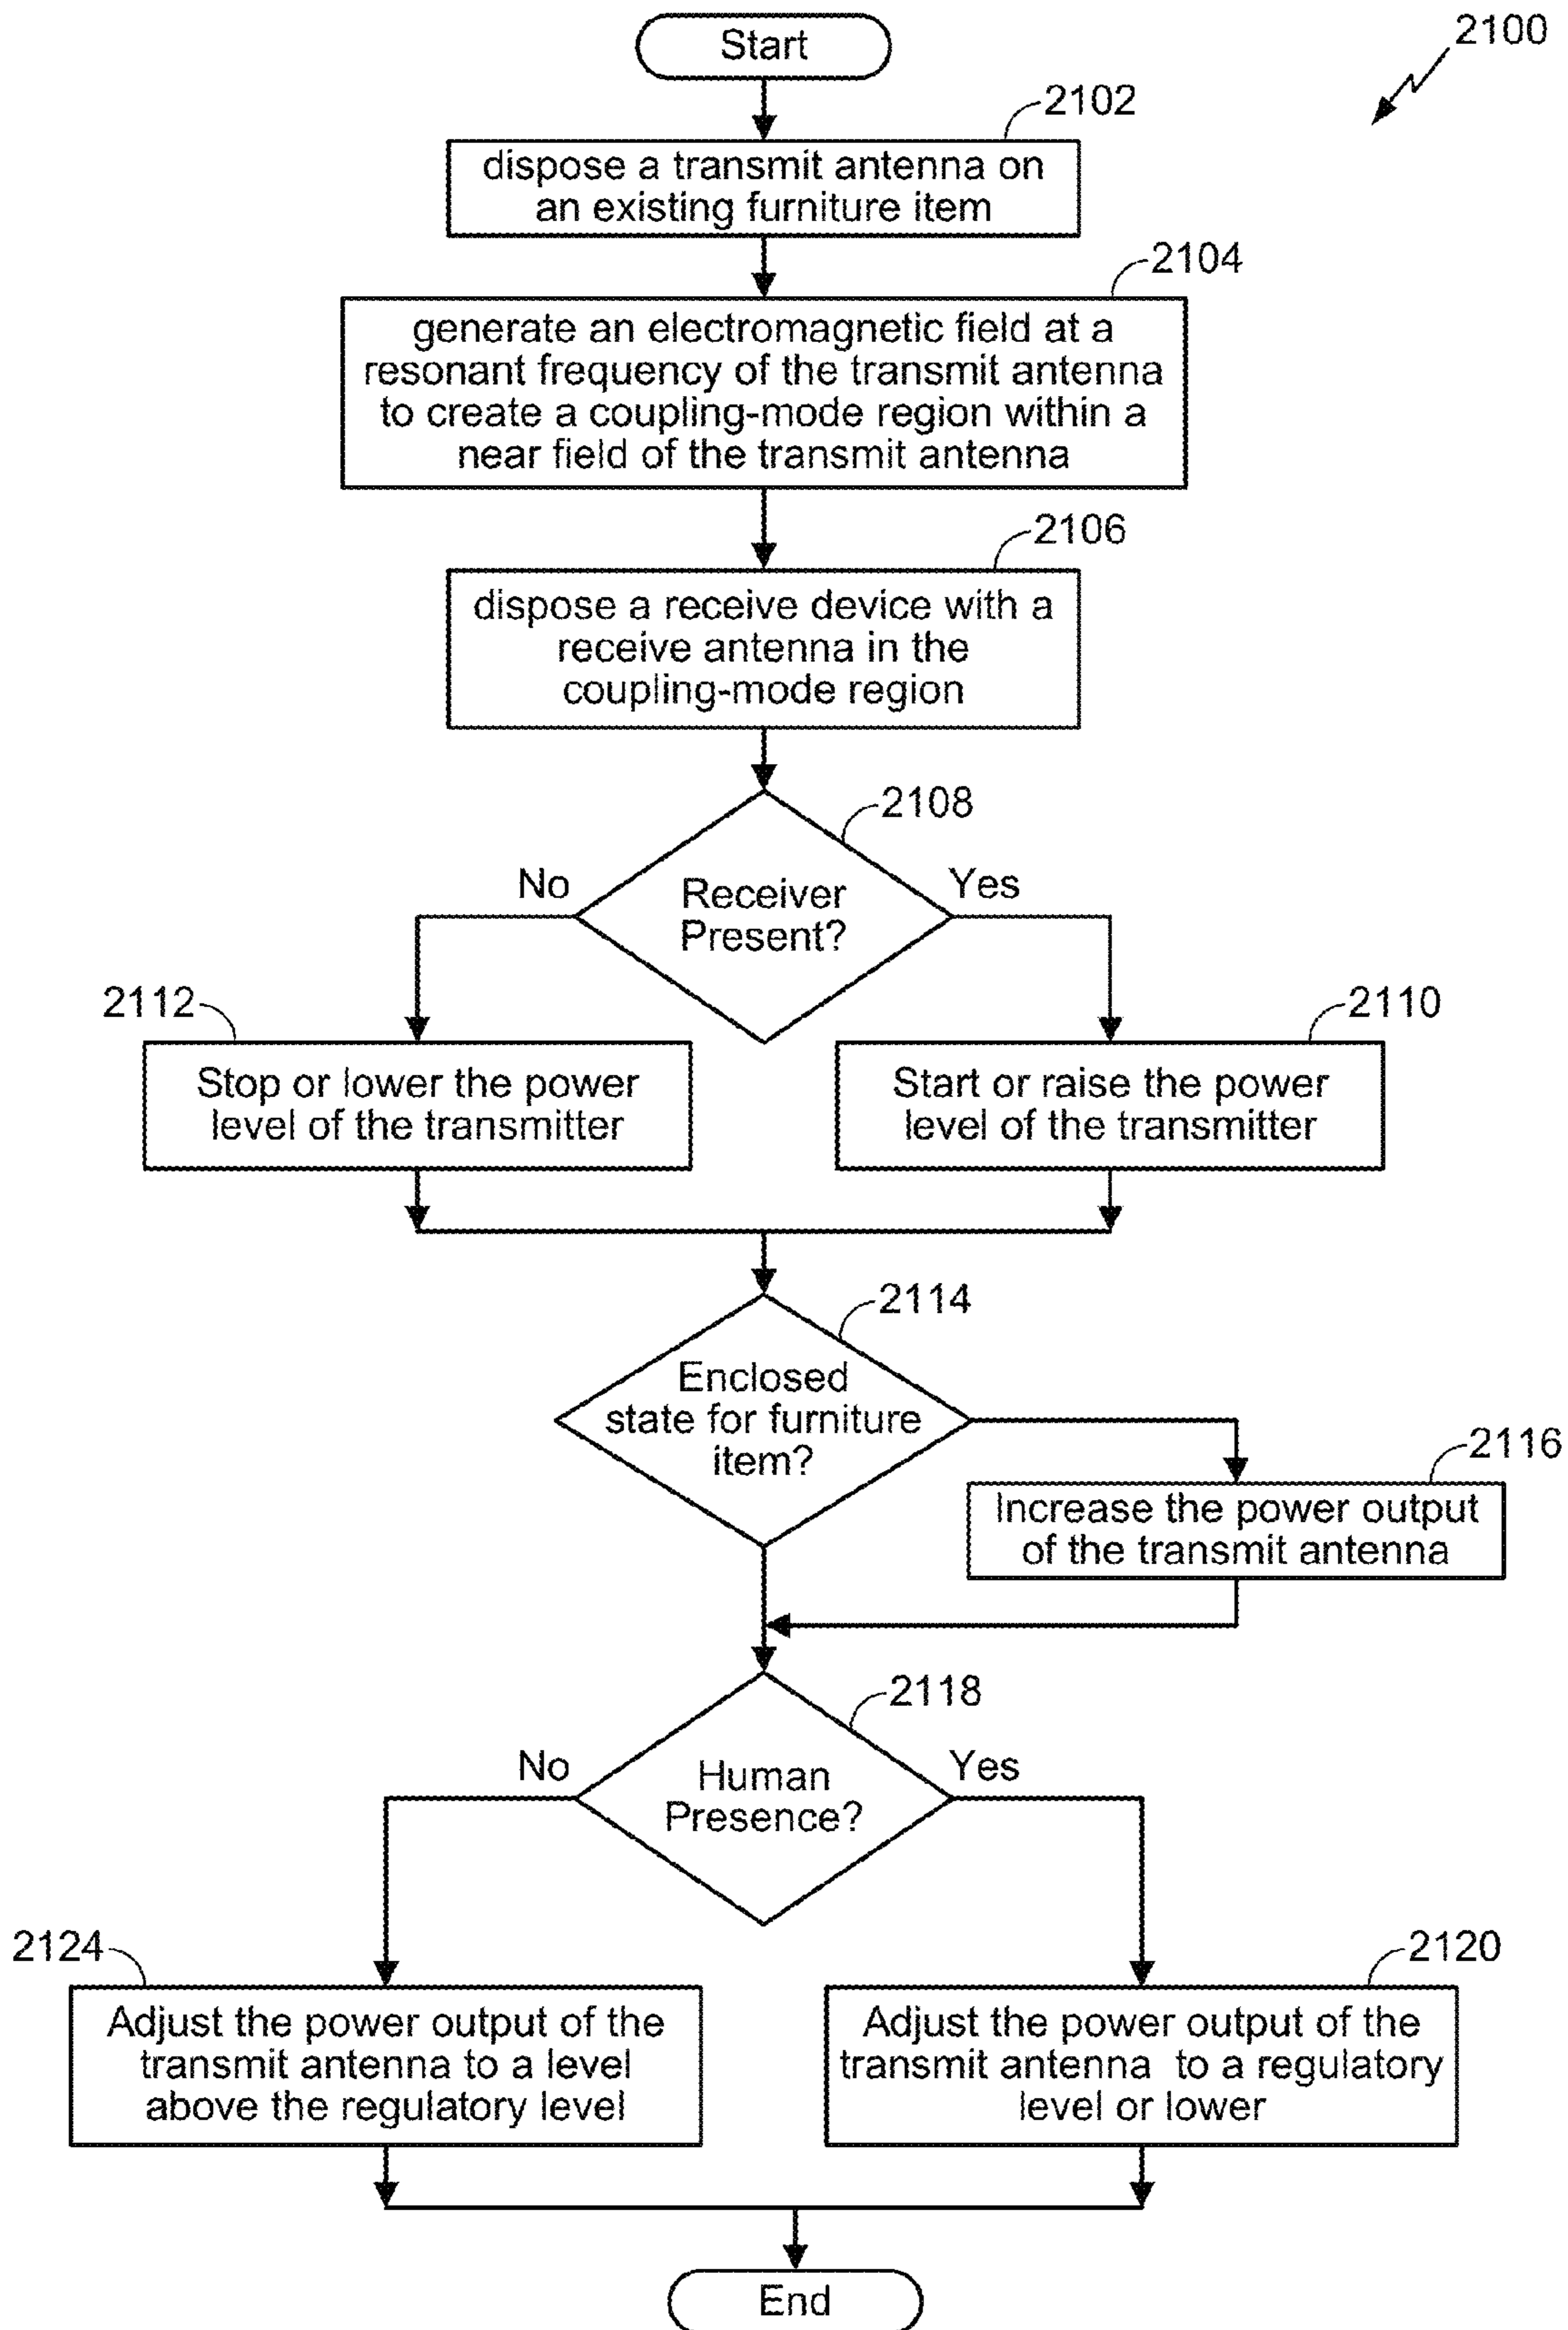 Start
2100
2102
dispose a transmit antenna on
an existing furniture item
2104
generate an electromagnetic field at a
resonant frequency of the transmit antenna
to create a coupling-mode region within a
near field of the transmit antenna
2106
dispose a receive device with a
receive antenna in the
coupling-mode region
2108
No
Receiver
Present?
Yes
2112
Stop or lower the power
level of the transmitter
2110
Start or raise the power
level of the transmitter
2114
Enclosed
state for furniture
item?
2116
Increase the power output
of the transmit antenna
2118
No
Human
Presence?
Yes
2124
Adjust the power output of the
transmit antenna to a level
above the regulatory level
2120
Adjust the power output of the
transmit antenna to a regulatory
level or lower
End